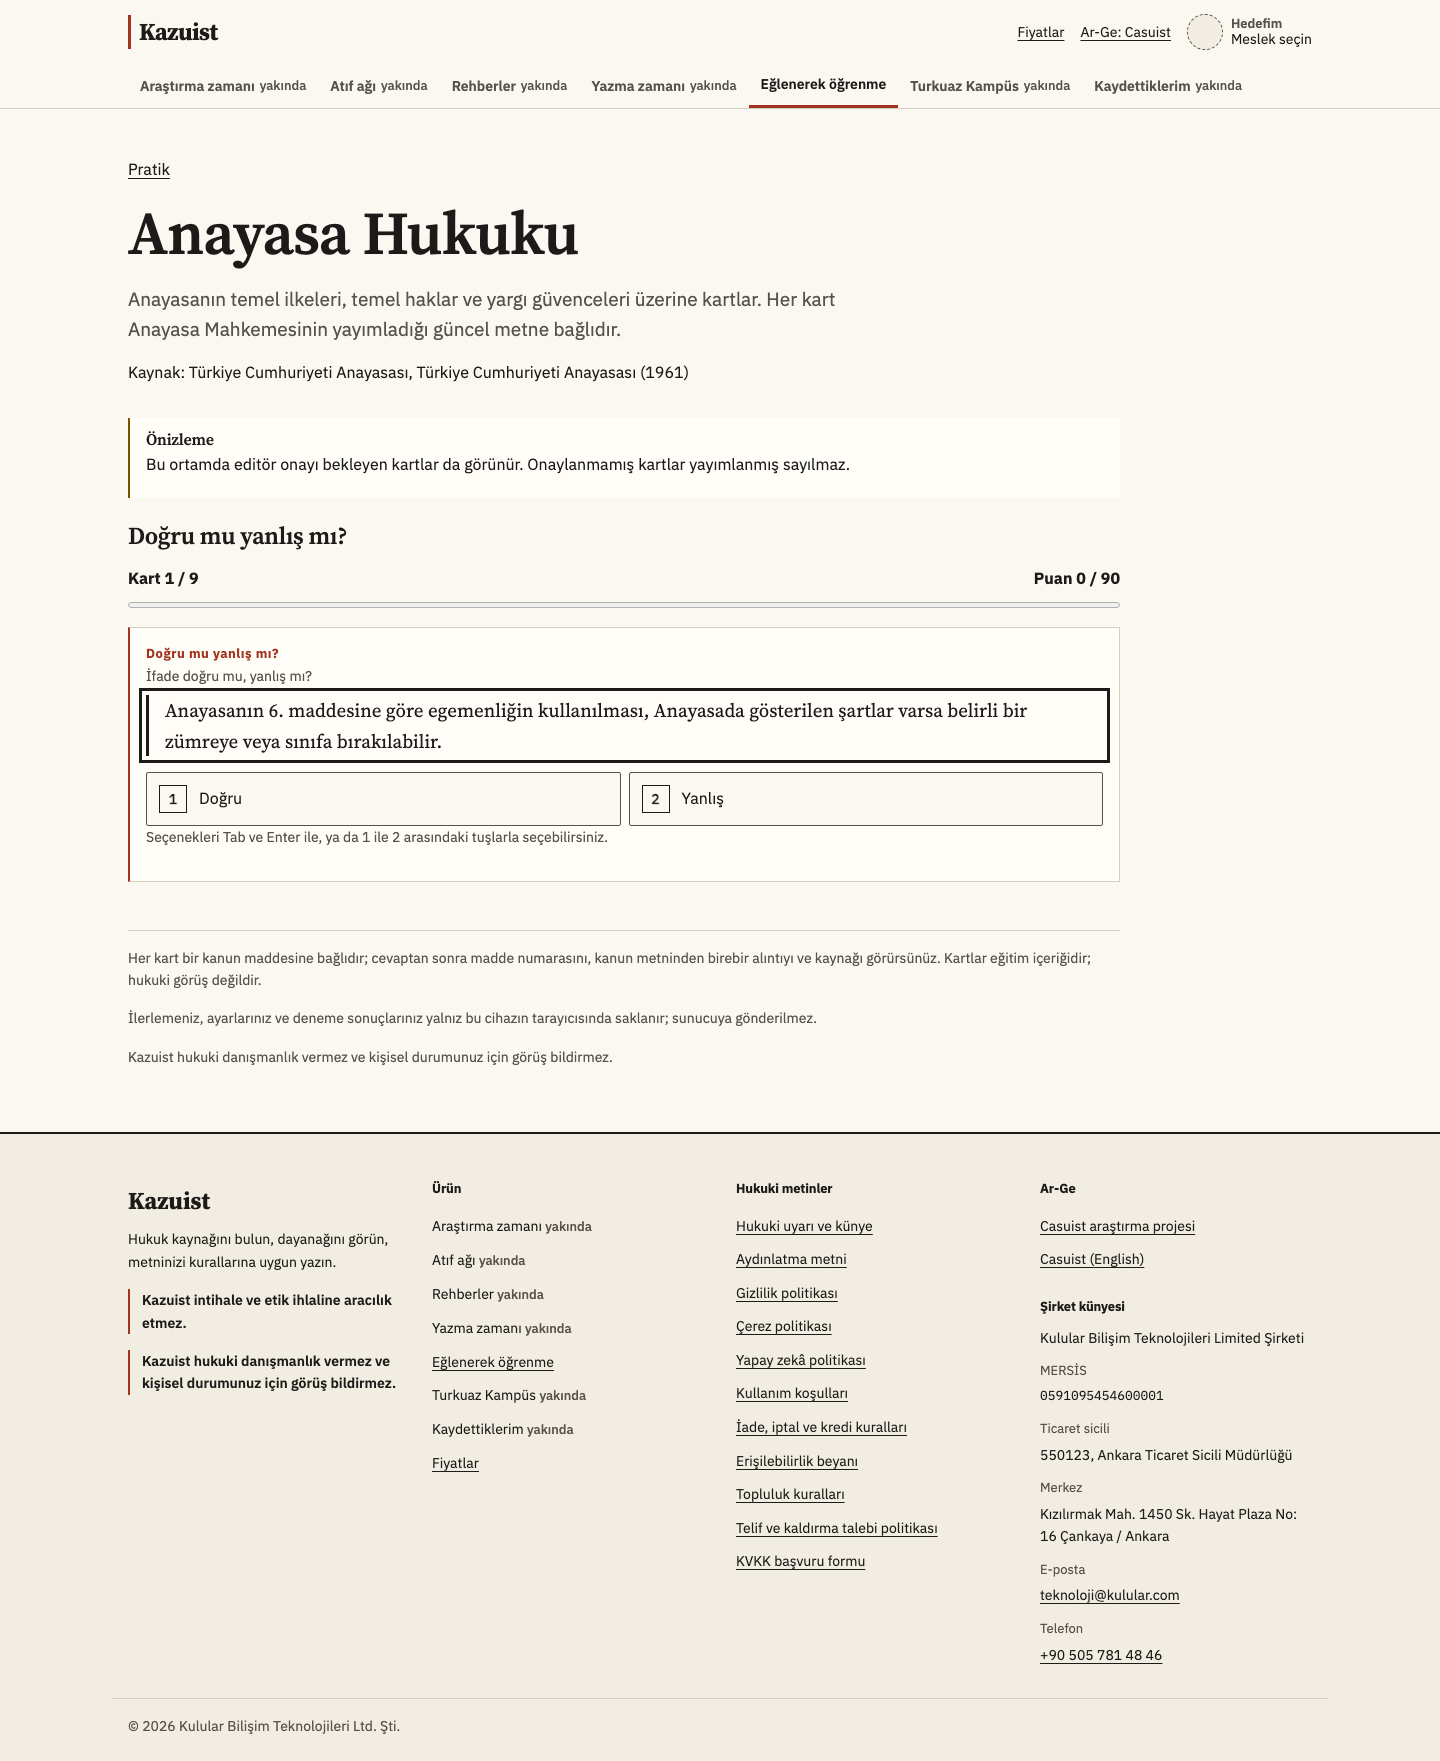 Kazuist
Fiyatlar
Ar-Ge: Casuist
Hedefim
Meslek seçin
Araştırma zamanı yakında
Atıf ağı yakında
Rehberler yakında
Yazma zamanı yakında
Eğlenerek öğrenme
Turkuaz Kampüs yakında
Kaydettiklerim yakında
Pratik
Anayasa Hukuku
Anayasanın temel ilkeleri, temel haklar ve yargı güvenceleri üzerine kartlar. Her kart
Anayasa Mahkemesinin yayımladığı güncel metne bağlıdır.
Kaynak: Türkiye Cumhuriyeti Anayasası, Türkiye Cumhuriyeti Anayasası (1961)
Önizleme
Bu ortamda editör onayı bekleyen kartlar da görünür. Onaylanmamış kartlar yayımlanmış sayılmaz.
Doğru mu yanlış mı?
Kart 1 / 9
Puan 0 / 90
Doğru mu yanlış mı?
İfade doğru mu, yanlış mı?
Anayasanın 6. maddesine göre egemenliğin kullanılması, Anayasada gösterilen şartlar varsa belirli bir
zümreye veya sınıfa bırakılabilir.
1 Doğru
2 Yanlış
Seçenekleri Tab ve Enter ile, ya da 1 ile 2 arasındaki tuşlarla seçebilirsiniz.
Her kart bir kanun maddesine bağlıdır; cevaptan sonra madde numarasını, kanun metninden birebir alıntıyı ve kaynağı görürsünüz. Kartlar eğitim içeriğidir;
hukuki görüş değildir.
İlerlemeniz, ayarlarınız ve deneme sonuçlarınız yalnız bu cihazın tarayıcısında saklanır; sunucuya gönderilmez.
Kazuist hukuki danışmanlık vermez ve kişisel durumunuz için görüş bildirmez.
Kazuist
Hukuk kaynağını bulun, dayanağını görün,
metninizi kurallarına uygun yazın.
Kazuist intihale ve etik ihlaline aracılık
etmez.
Kazuist hukuki danışmanlık vermez ve
kişisel durumunuz için görüş bildirmez.
Ürün
Araştırma zamanı yakında
Atıf ağı yakında
Rehberler yakında
Yazma zamanı yakında
Eğlenerek öğrenme
Turkuaz Kampüs yakında
Kaydettiklerim yakında
Fiyatlar
Hukuki metinler
Hukuki uyarı ve künye
Aydınlatma metni
Gizlilik politikası
Çerez politikası
Yapay zekâ politikası
Kullanım koşulları
İade, iptal ve kredi kuralları
Erişilebilirlik beyanı
Topluluk kuralları
Telif ve kaldırma talebi politikası
KVKK başvuru formu
Ar-Ge
Casuist araştırma projesi
Casuist (English)
Şirket künyesi
Kulular Bilişim Teknolojileri Limited Şirketi
MERSİS
0591095454600001
Ticaret sicili
550123, Ankara Ticaret Sicili Müdürlüğü
Merkez
Kızılırmak Mah. 1450 Sk. Hayat Plaza No:
16 Çankaya / Ankara
E-posta
teknoloji@kulular.com
Telefon
+90 505 781 48 46
© 2026 Kulular Bilişim Teknolojileri Ltd. Şti.